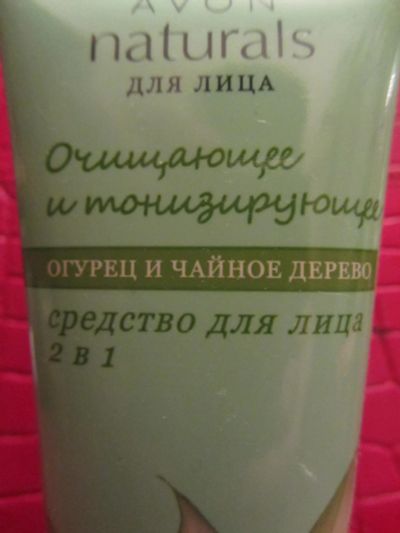 AVON
naturals
ДЛЯ ЛИЦА
Очищающее
и тонизирующее
ОГУРЕЦ И ЧАЙНОЕ ДЕРЕВО
средство для лица
2 в 1